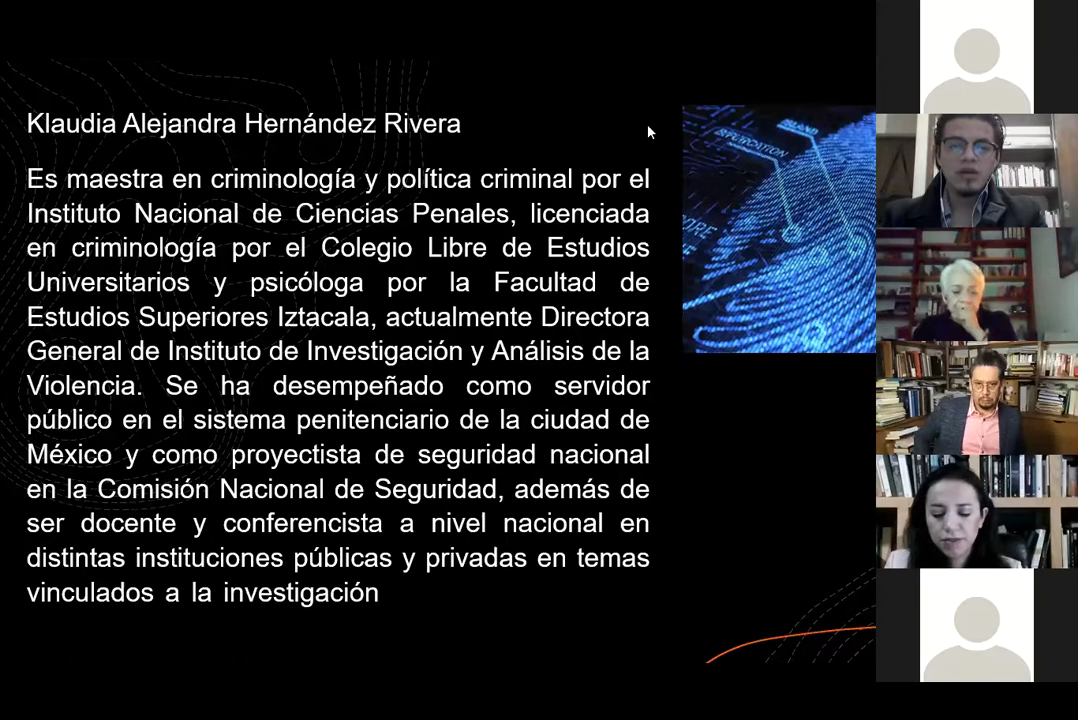 Klaudia Alejandra Hernández Rivera
Es maestra en criminología y política criminal por el
Instituto Nacional de Ciencias Penales, licenciada
en criminología por el Colegio Libre de Estudios
Universitarios y psicóloga por la Facultad de
Estudios Superiores Iztacala, actualmente Directora
General de Instituto de Investigación y Análisis de la
Violencia. Se ha desempeñado como servidor
público en el sistema penitenciario de la ciudad de
México y como proyectista de seguridad nacional
en la Comisión Nacional de Seguridad, además de
ser docente y conferencista a nivel nacional en
distintas instituciones públicas y privadas en temas
vinculados a la investigación
ISLAND
BIFURCATION